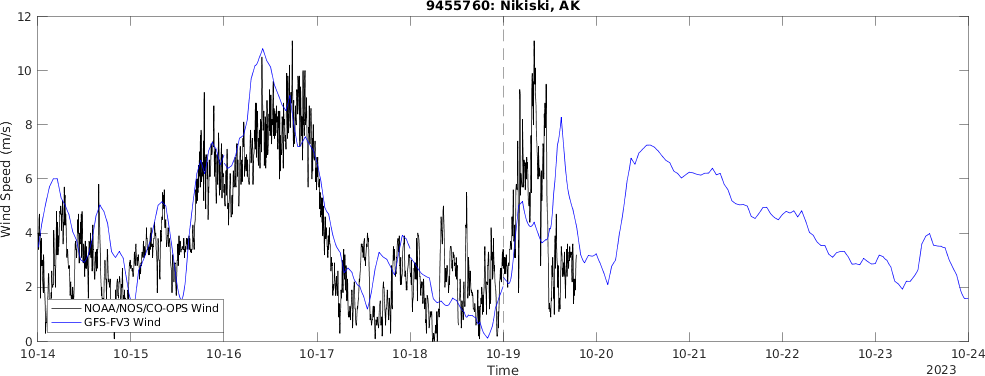 9455760: Nikiski, AK
12
10
8
6
4
2
0
Wind Speed (m/s)
NOAA/NOS/CO-OPS Wind
GFS-FV3 Wind
10-14 10-15 10-16 10-17 10-18 10-19 10-20 10-21 10-22 10-23 10-24
Time
2023